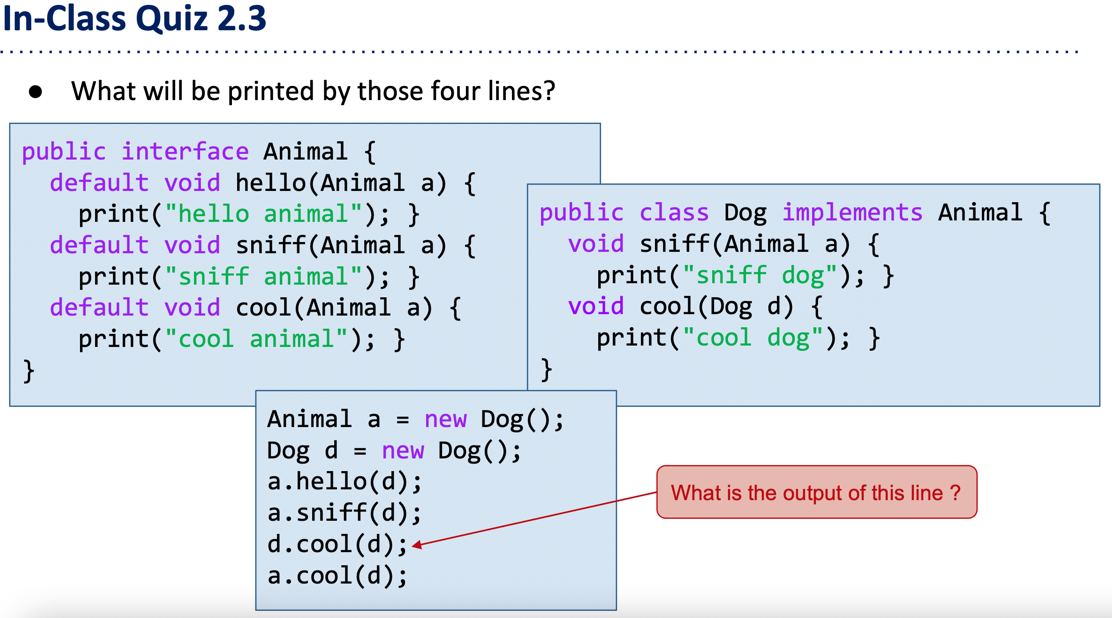 In-Class Quiz 2.3
● What will be printed by those four lines?
public interface Animal {
  default void hello(Animal a) {
    print("hello animal"); }
  default void sniff(Animal a) {
    print("sniff animal"); }
  default void cool(Animal a) {
    print("cool animal"); }
}
public class Dog implements Animal {
  void sniff(Animal a) {
    print("sniff dog"); }
  void cool(Dog d) {
    print("cool dog"); }
}
Animal a = new Dog();
Dog d = new Dog();
a.hello(d);
a.sniff(d);
d.cool(d);
a.cool(d);
What is the output of this line ?